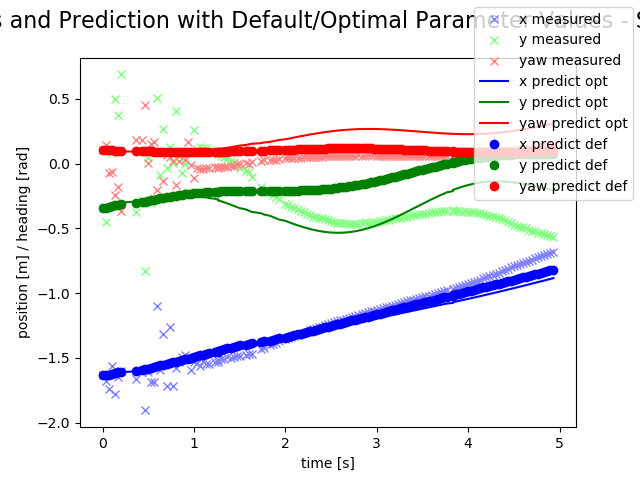 s and Prediction with Default/Optimal Parameter Values - S
x measured
y measured
yaw measured
x predict opt
y predict opt
yaw predict opt
x predict def
y predict def
yaw predict def
position [m] / heading [rad]
0.5
0.0
−0.5
−1.0
−1.5
−2.0
0 1 2 3 4 5
time [s]